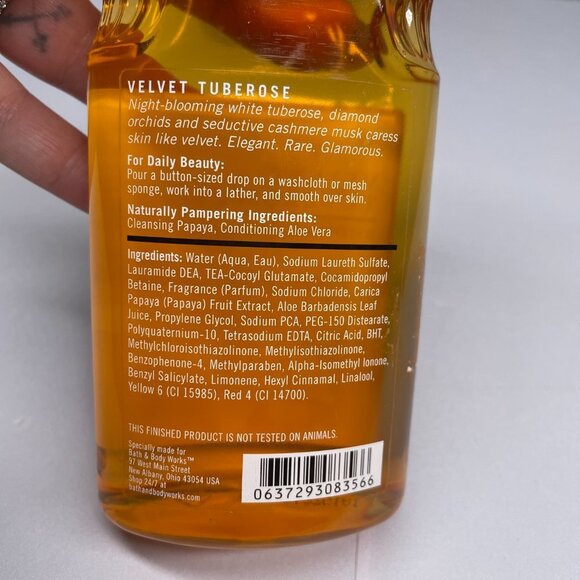 VELVET TUBEROSE
Night-blooming white tuberose, diamond
orchids and seductive cashmere musk caress
skin like velvet. Elegant. Rare. Glamorous.
For Daily Beauty:
Pour a button-sized drop on a washcloth or mesh
sponge, work into a lather, and smooth over skin.
Naturally Pampering Ingredients:
Cleansing Papaya, Conditioning Aloe Vera
Ingredients: Water (Aqua, Eau), Sodium Laureth Sulfate,
Lauramide DEA, TEA-Cocoyl Glutamate, Cocamidopropyl
Betaine, Fragrance (Parfum), Sodium Chloride, Carica
Papaya (Papaya) Fruit Extract, Aloe Barbadensis Leaf
Juice, Propylene Glycol, Sodium PCA, PEG-150 Distearate,
Polyquaternium-10, Tetrasodium EDTA, Citric Acid, BHT,
Methylchloroisothiazolinone, Methylisothiazolinone,
Benzophenone-4, Methylparaben, Alpha-Isomethyl Ionone,
Benzyl Salicylate, Limonene, Hexyl Cinnamal, Linalool,
Yellow 6 (CI 15985), Red 4 (CI 14700).
THIS FINISHED PRODUCT IS NOT TESTED ON ANIMALS.
Specially made for
Bath & Body Works™
97 West Main Street
New Albany, Ohio 43054 USA
Shop 24/7 at
bathandbodyworks.com
0637293083566